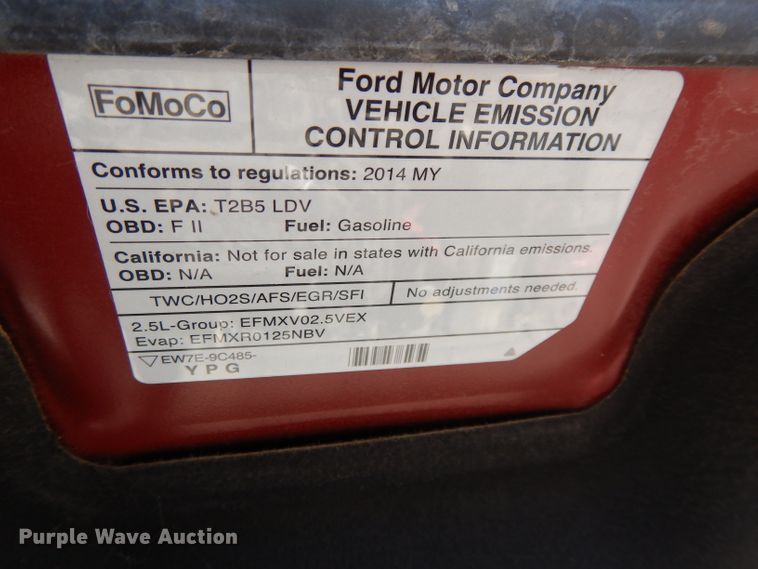 FoMoCo
Ford Motor Company
VEHICLE EMISSION
CONTROL INFORMATION
Conforms to regulations: 2014 MY
U.S. EPA: T2B5 LDV
OBD: F II Fuel: Gasoline
California: Not for sale in states with California emissions.
OBD: N/A Fuel: N/A
TWC/HO2S/AFS/EGR/SFI No adjustments needed.
2.5L-Group: EFMXV02.5VEX
Evap: EFMXR0125NBV
EW7E-9C485-
Y P G
Purple Wave Auction